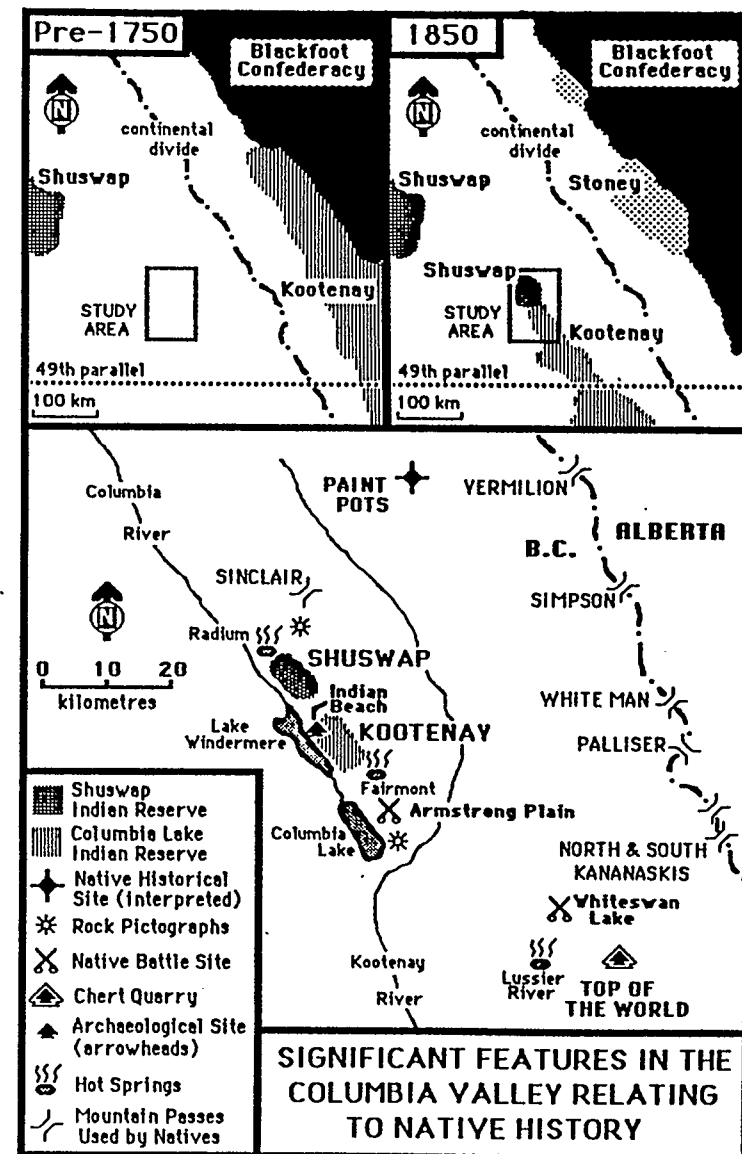 Pre-1750
Blackfoot
Confederacy
N
continental
divide
Shuswap
Kootenay
STUDY
AREA
49th parallel
100 km
1850
Blackfoot
Confederacy
N
continental
divide
Shuswap
Stoney
Shuswap
STUDY
AREA
Kootenay
49th parallel
100 km
Columbia
River
PAINT
POTS
VERMILION
ALBERTA
B.C.
SINCLAIR
SIMPSON
N
Radium
SHUSWAP
0 10 20
kilometres
Indian
Beach
WHITE MAN
Lake
Windermere
KOOTENAY
PALLISER
Fairmont
Armstrong Plain
Columbia
Lake
NORTH & SOUTH
KANANASKIS
Whiteswan
Lake
Kootenay
River
Lussier
River
TOP OF
THE WORLD
Shuswap
Indian Reserve
Columbia Lake
Indian Reserve
Native Historical
Site (interpreted)
Rock Pictographs
Native Battle Site
Chert Quarry
Archaeological Site
(arrowheads)
Hot Springs
Mountain Passes
Used by Natives
SIGNIFICANT FEATURES IN THE
COLUMBIA VALLEY RELATING
TO NATIVE HISTORY